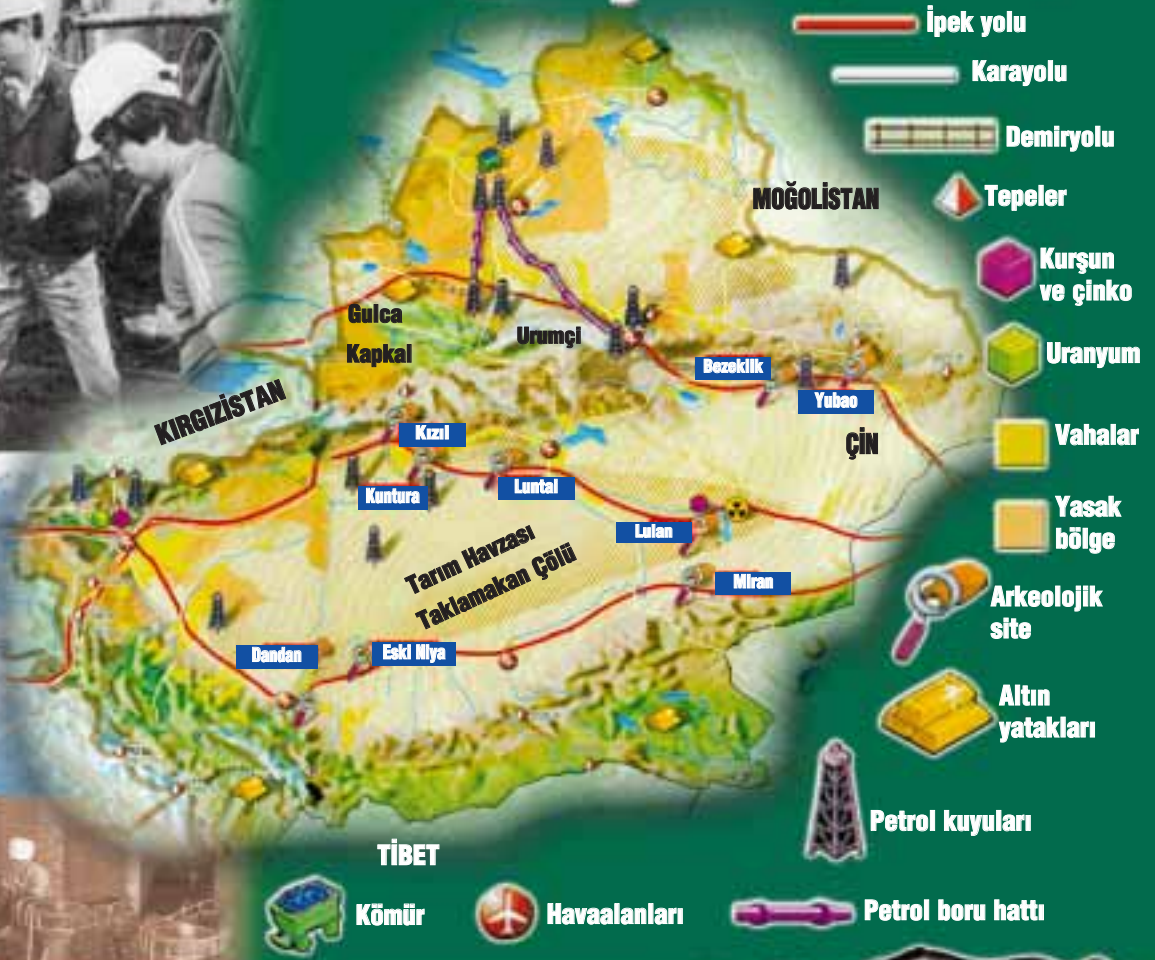 İpek yolu
Karayolu
Demiryolu
MOĞOLİSTAN
Tepeler
Kurşun
ve çinko
Gulca
Urumçi
Kapkal
Uranyum
Bezeklik
Yubao
KIRGIZİSTAN
Kızıl
ÇİN
Vahalar
Kuntura
Luntal
Lulan
Yasak
bölge
Tarım Havzası
Taklamakan Çölü
Miran
Arkeolojik
site
Dandan
Eski Niya
Altın
yatakları
Petrol kuyuları
TİBET
Kömür
Havaalanları
Petrol boru hattı